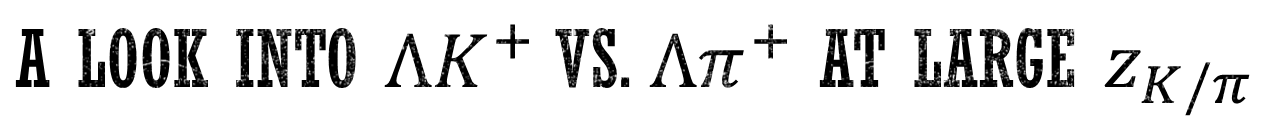 A LOOK INTO ΛK⁺ VS. Λπ⁺ AT LARGE z_{K/π}